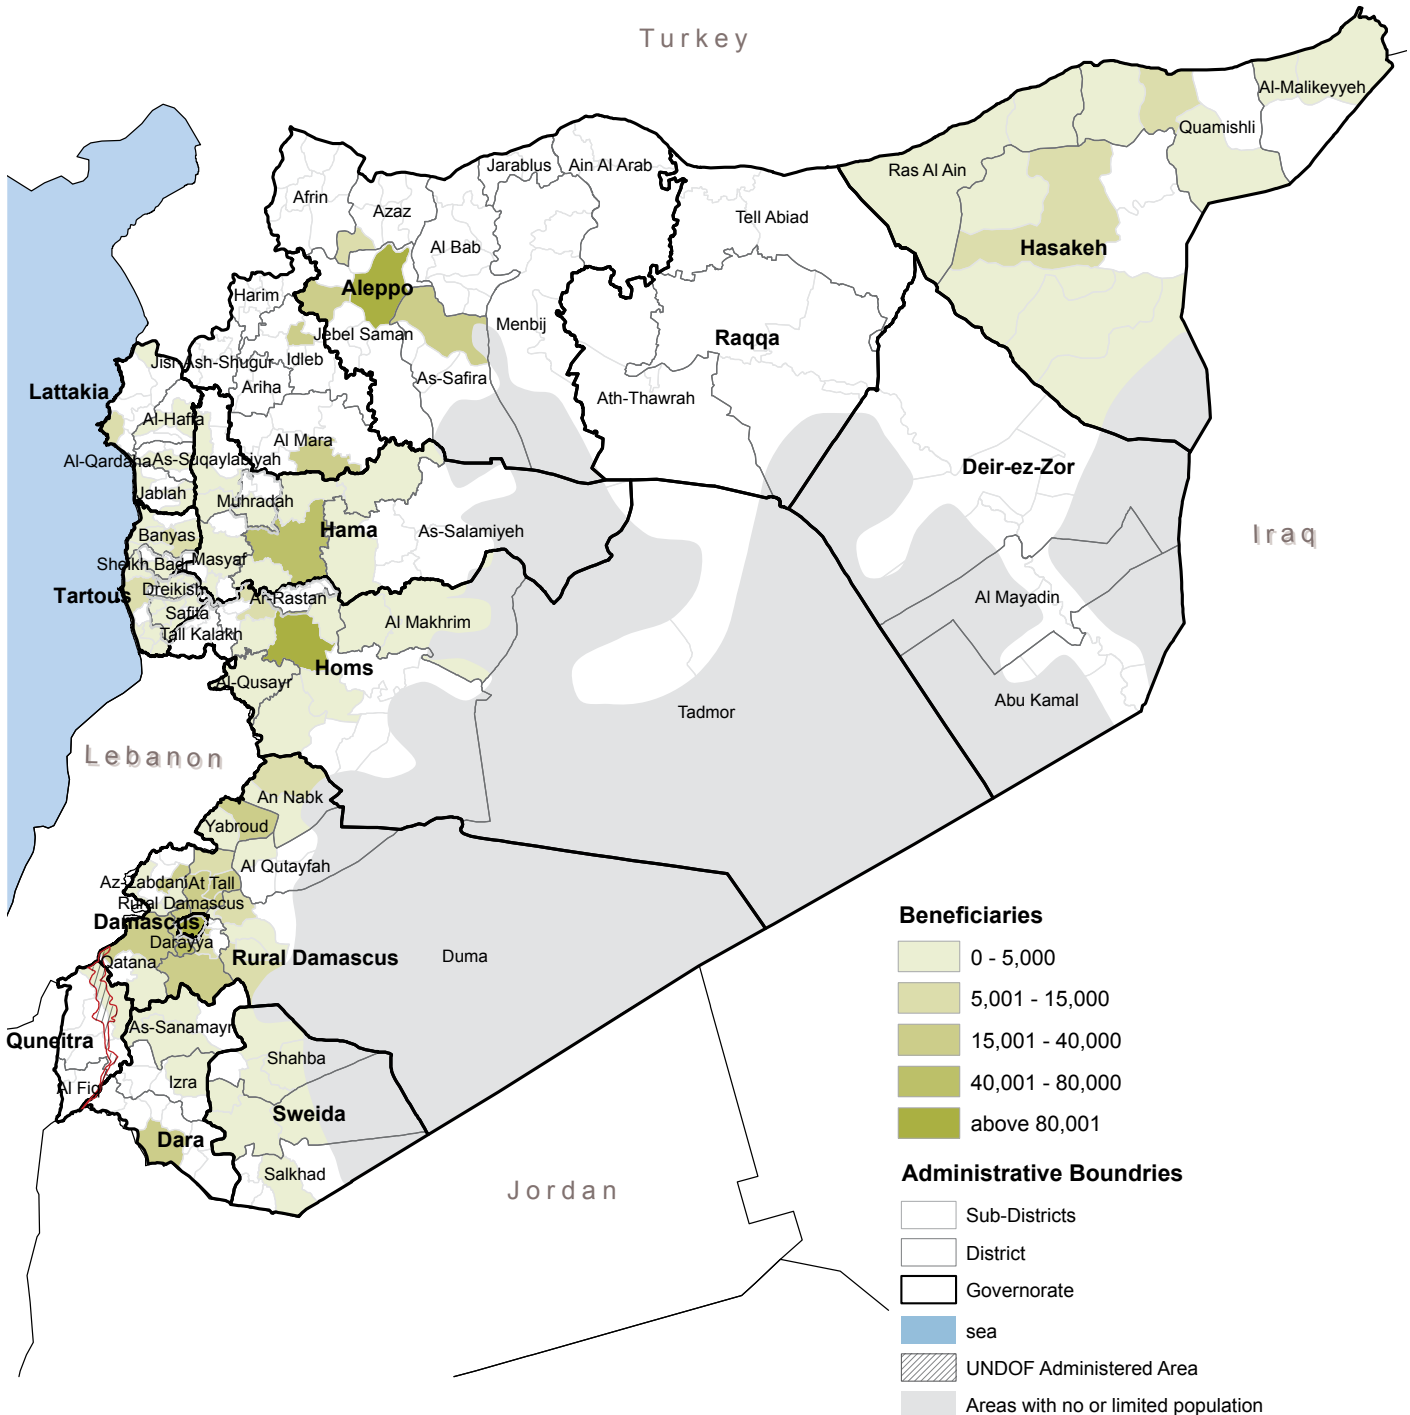 Turkey
Al-Malikeyyeh
Quamishli
Jarablus
Ain Al Arab
Ras Al Ain
Afrin
Azaz
Tell Abiad
Al Bab
Hasakeh
Aleppo
Harim
Menbij
Jebel Saman
Raqqa
Jisr Ash-Shugur
Idleb
As-Safira
Ariha
Lattakia
Ath-Thawrah
Al-Haffa
Al Mara
Al-Qardaha
As-Suqaylabiyah
Deir-ez-Zor
Jablah
Muhradah
Hama
As-Salamiyeh
Banyas
Iraq
Masyaf
Sheikh Badr
Dreikish
Tartous
Ar-Rastan
Al Mayadin
Safita
Al Makhrim
Tall Kalakh
Homs
Al-Qusayr
Abu Kamal
Tadmor
Lebanon
An Nabk
Yabroud
Al Qutayfah
Az-Zabdani
At Tall
Rural Damascus
Damascus
Darayya
Rural Damascus
Duma
Qatana
As-Sanamayn
Quneitra
Shahba
Izra
Al Fiq
Sweida
Dara
Salkhad
Jordan
Beneficiaries
0 - 5,000
5,001 - 15,000
15,001 - 40,000
40,001 - 80,000
above 80,001
Administrative Boundries
Sub-Districts
District
Governorate
sea
UNDOF Administered Area
Areas with no or limited population